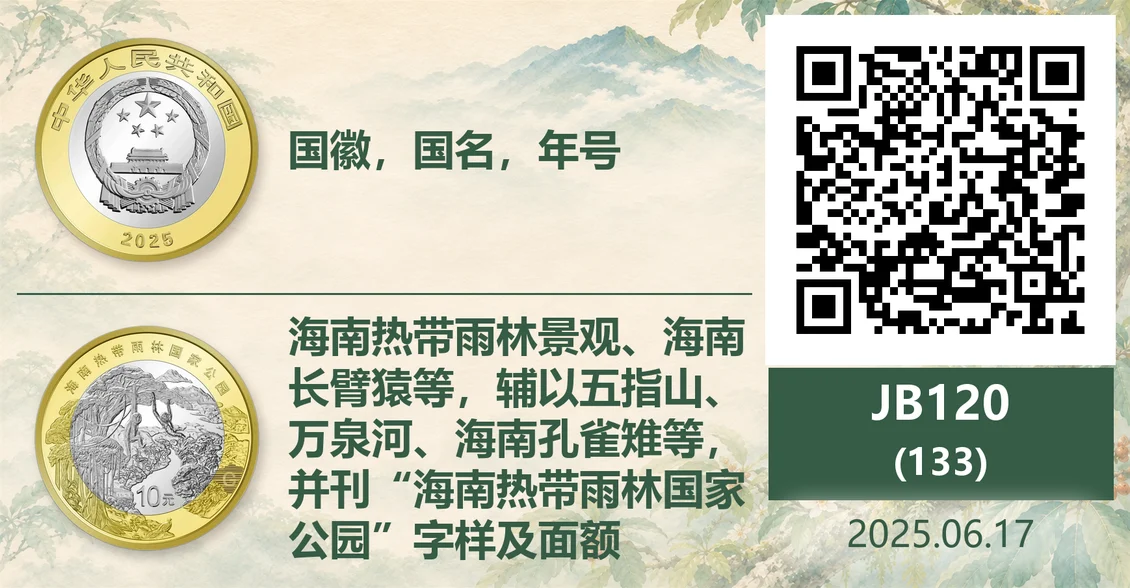 中华人民共和国
2025
国徽，国名，年号
海南热带雨林国家公园
10元
海南热带雨林景观、海南
长臂猿等，辅以五指山、
万泉河、海南孔雀雉等，
并刊“海南热带雨林国家
公园”字样及面额
JB120
(133)
2025.06.17